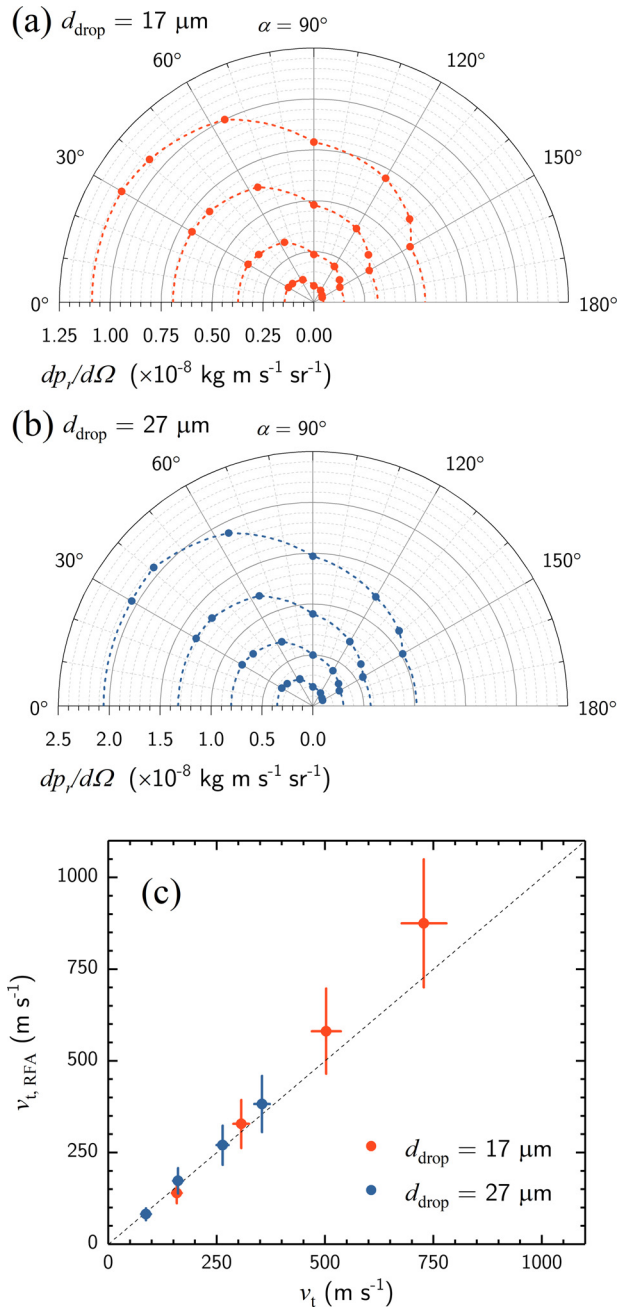 (a) d_drop = 17 μm α = 90°
60° 120°
30° 150°
0° 180°
1.25 1.00 0.75 0.50 0.25 0.00
dp_r/dΩ (×10⁻⁸ kg m s⁻¹ sr⁻¹)
(b) d_drop = 27 μm α = 90°
60° 120°
30° 150°
0° 180°
2.5 2.0 1.5 1.0 0.5 0.0
dp_r/dΩ (×10⁻⁸ kg m s⁻¹ sr⁻¹)
(c)
1000
750
500
250
0
v_t, RFA (m s⁻¹)
d_drop = 17 μm
d_drop = 27 μm
0 250 500 750 1000
v_t (m s⁻¹)